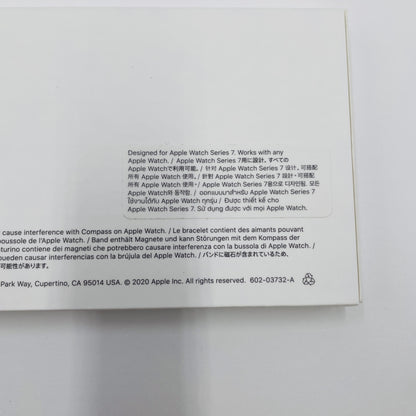 Designed for Apple Watch Series 7. Works with any
Apple Watch. / Apple Watch Series 7用に設計。すべての
Apple Watchで利用可能。/ 针对 Apple Watch Series 7 设计。可搭配
所有 Apple Watch 使用。/ 針對 Apple Watch Series 7 設計，可搭配
所有 Apple Watch 使用。/ Apple Watch Series 7용으로 디자인됨. 모든
Apple Watch와 동작함. / ออกแบบมาสำหรับ Apple Watch Series 7
ใช้งานได้กับ Apple Watch ทุกรุ่น / Được thiết kế cho
Apple Watch Series 7. Sử dụng được với mọi Apple Watch.
cause interference with Compass on Apple Watch. / Le bracelet contient des aimants pouvant
boussole de l'Apple Watch. / Band enthält Magnete und kann Störungen mit dem Kompass der
turino contiene dei magneti che potrebbero causare interferenza con la bussola di Apple Watch. /
pueden causar interferencias con la brújula del Apple Watch. / バンドに磁石が含まれているため、
可能性があります。
Park Way, Cupertino, CA 95014 USA. © 2020 Apple Inc. All rights reserved. 602-03732-A